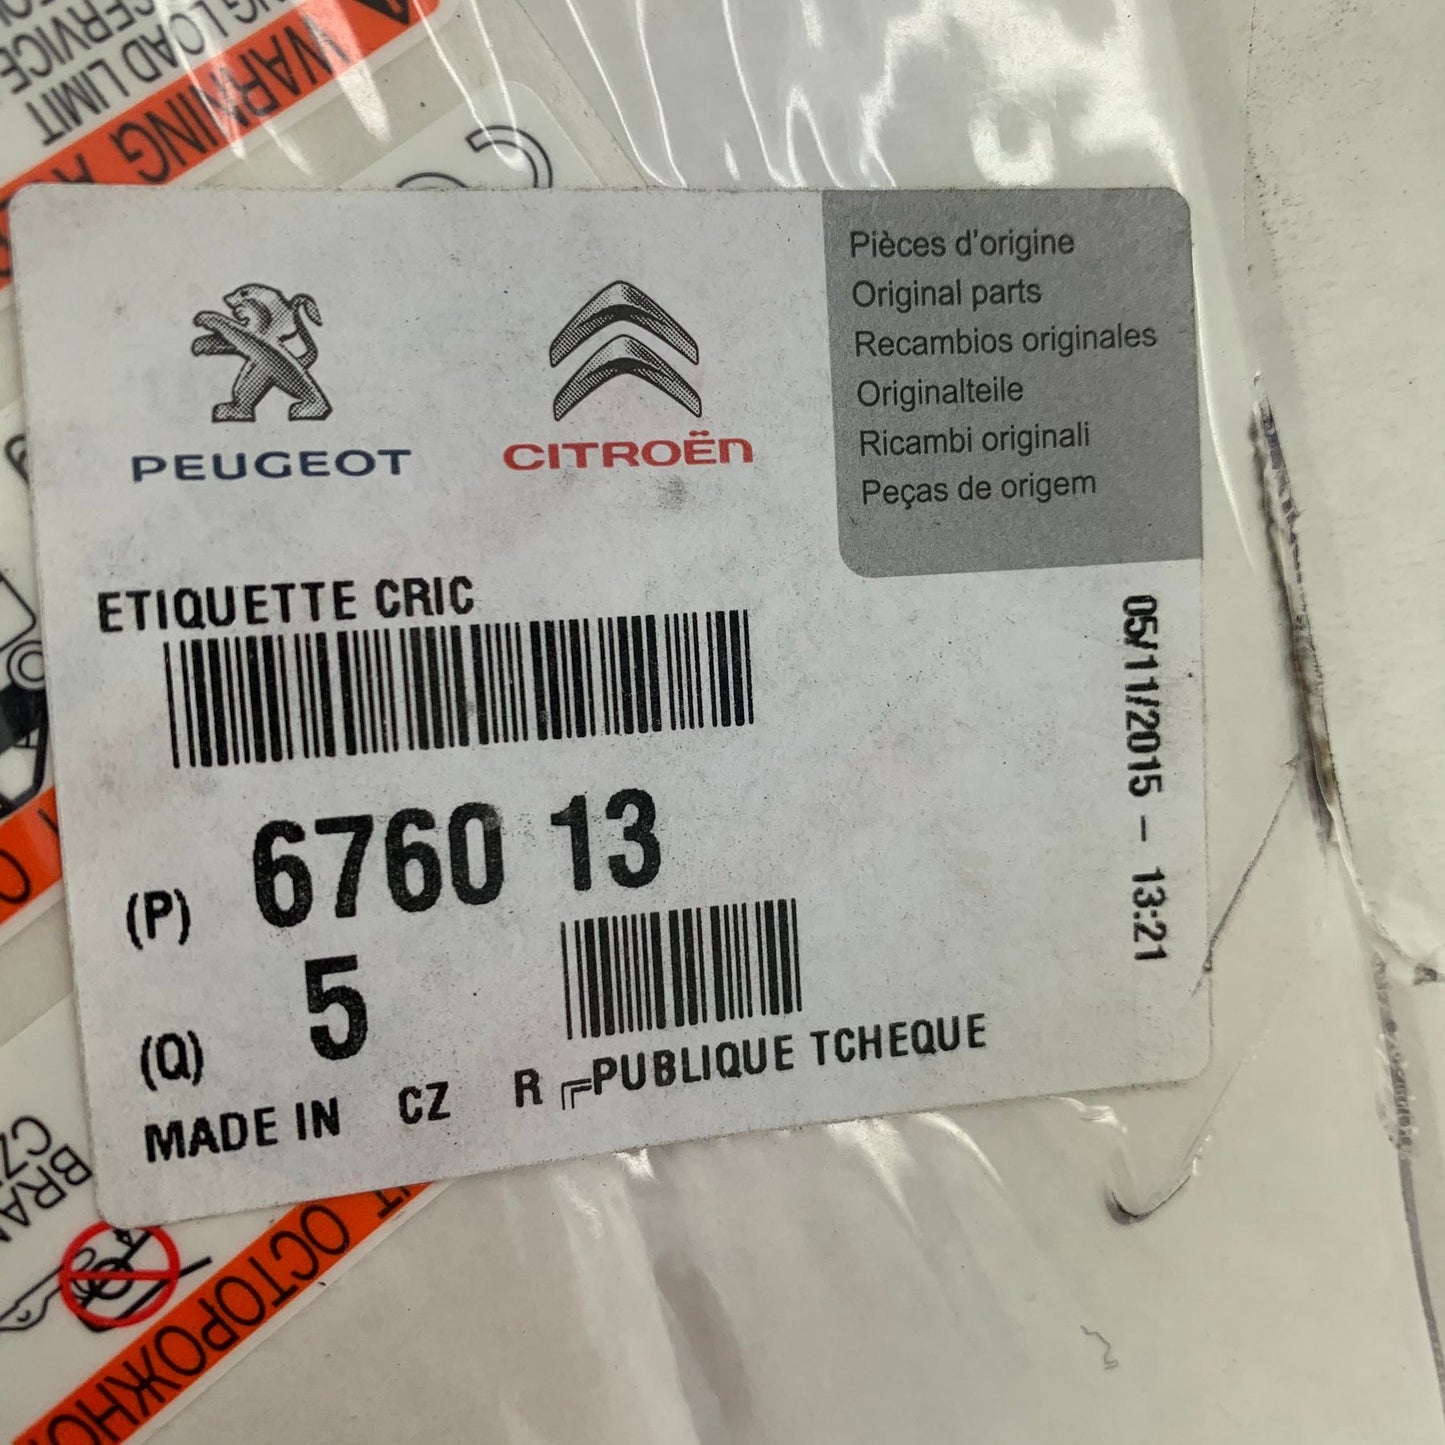 WARNING
LOAD LIMIT
SERVICE
PEUGEOT
CITROËN
Pièces d'origine
Original parts
Recambios originales
Originalteile
Ricambi originali
Peças de origem
ETIQUETTE CRIC
(P) 6760 13
(Q) 5
MADE IN CZ R PUBLIQUE TCHEQUE
05/11/2015 - 13:21